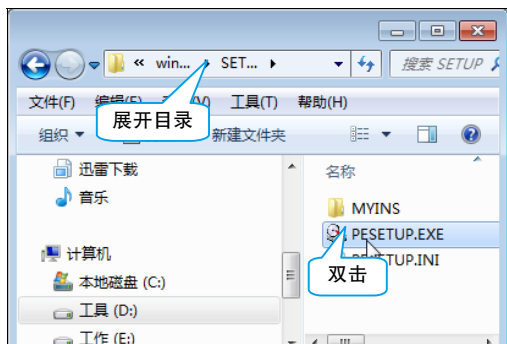 « win... SET...
搜索 SETUP
文件(F) 工具(T) 帮助(H)
展开目录
组织 新建文件夹
迅雷下载
音乐
计算机
本地磁盘 (C:)
工具 (D:)
工作 (E:)
名称
MYINS
PESETUP.EXE
PESETUP.INI
双击